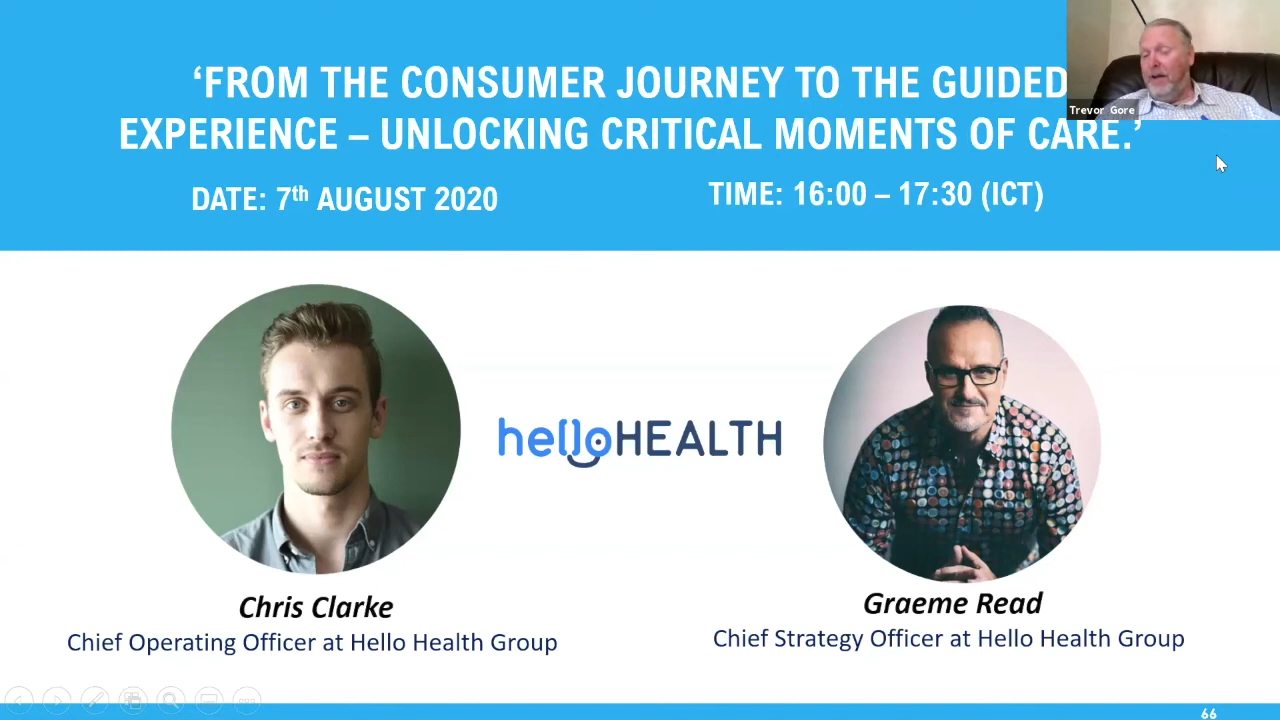 ‘FROM THE CONSUMER JOURNEY TO THE GUIDED
EXPERIENCE – UNLOCKING CRITICAL MOMENTS OF CARE.’
DATE: 7th AUGUST 2020
TIME: 16:00 – 17:30 (ICT)
Trevor Gore
helloHEALTH
Chris Clarke
Chief Operating Officer at Hello Health Group
Graeme Read
Chief Strategy Officer at Hello Health Group
66